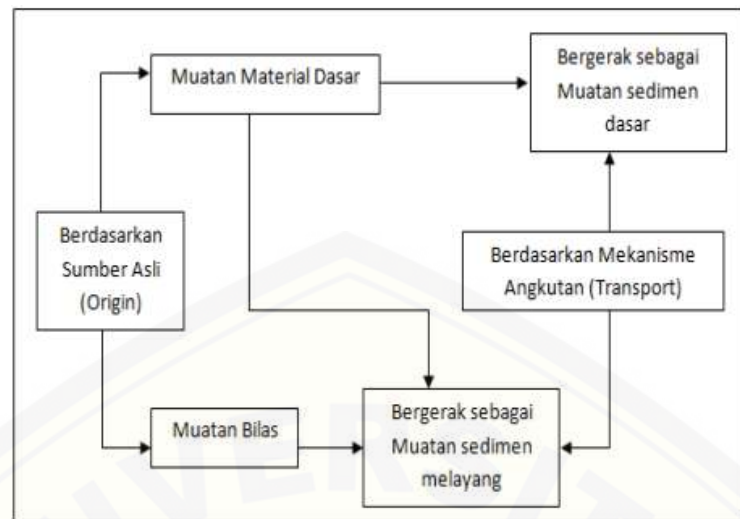 Muatan Material Dasar
Bergerak sebagai
Muatan sedimen
dasar
Berdasarkan
Sumber Asli
(Origin)
Berdasarkan Mekanisme
Angkutan (Transport)
Muatan Bilas
Bergerak sebagai
Muatan sedimen
melayang